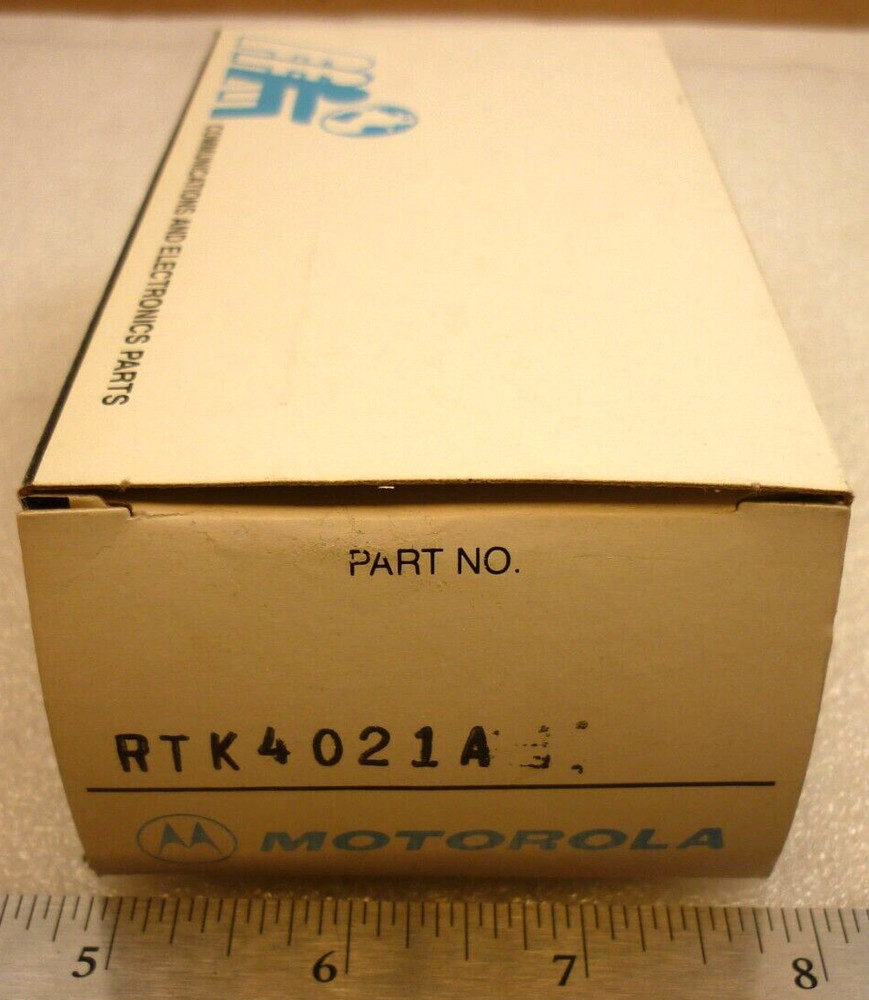 COMMUNICATIONS AND ELECTRONICS PARTS
PART NO.
RTK4021A
MOTOROLA
5 6 7 8